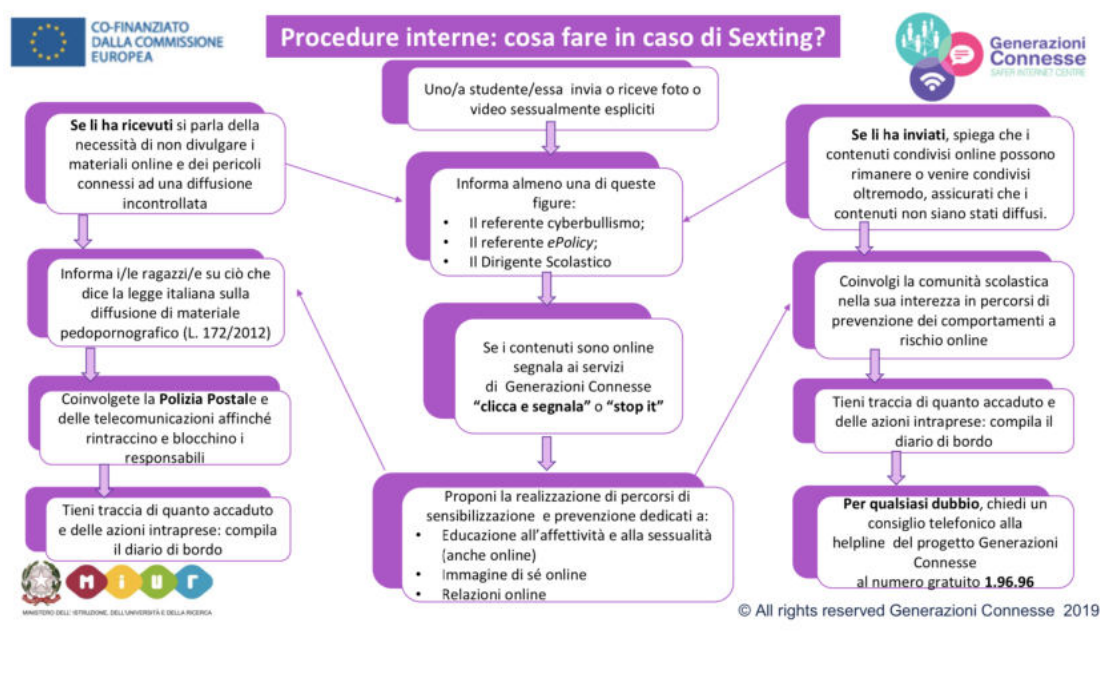 CO-FINANZIATO
DALLA COMMISSIONE
EUROPEA
Procedure interne: cosa fare in caso di Sexting?
Generazioni
Connesse
SAFER INTERNET CENTRE
Uno/a studente/essa invia o riceve foto o
video sessualmente espliciti
Se li ha ricevuti si parla della
necessità di non divulgare i
materiali online e dei pericoli
connessi ad una diffusione
incontrollata
Informa i/le ragazzi/e su ciò che
dice la legge italiana sulla
diffusione di materiale
pedopornografico (L. 172/2012)
Coinvolgete la Polizia Postale e
delle telecomunicazioni affinché
rintraccino e blocchino i
responsabili
Tieni traccia di quanto accaduto
e delle azioni intraprese: compila
il diario di bordo
Informa almeno una di queste
figure:
• Il referente cyberbullismo;
• Il referente ePolicy;
• Il Dirigente Scolastico
Se i contenuti sono online
segnala ai servizi
di Generazioni Connesse
“clicca e segnala” o “stop it”
Proponi la realizzazione di percorsi di
sensibilizzazione e prevenzione dedicati a:
• Educazione all’affettività e alla sessualità
(anche online)
• Immagine di sé online
• Relazioni online
Se li ha inviati, spiega che i
contenuti condivisi online possono
rimanere o venire condivisi
oltremodo, assicurati che i
contenuti non siano stati diffusi.
Coinvolgi la comunità scolastica
nella sua interezza in percorsi di
prevenzione dei comportamenti a
rischio online
Tieni traccia di quanto accaduto e
delle azioni intraprese: compila il
diario di bordo
Per qualsiasi dubbio, chiedi un
consiglio telefonico alla
helpline del progetto Generazioni
Connesse
al numero gratuito 1.96.96
MiUr
MINISTERO DELL' ISTRUZIONE, DELL'UNIVERSITÀ E DELLA RICERCA
© All rights reserved Generazioni Connesse 2019